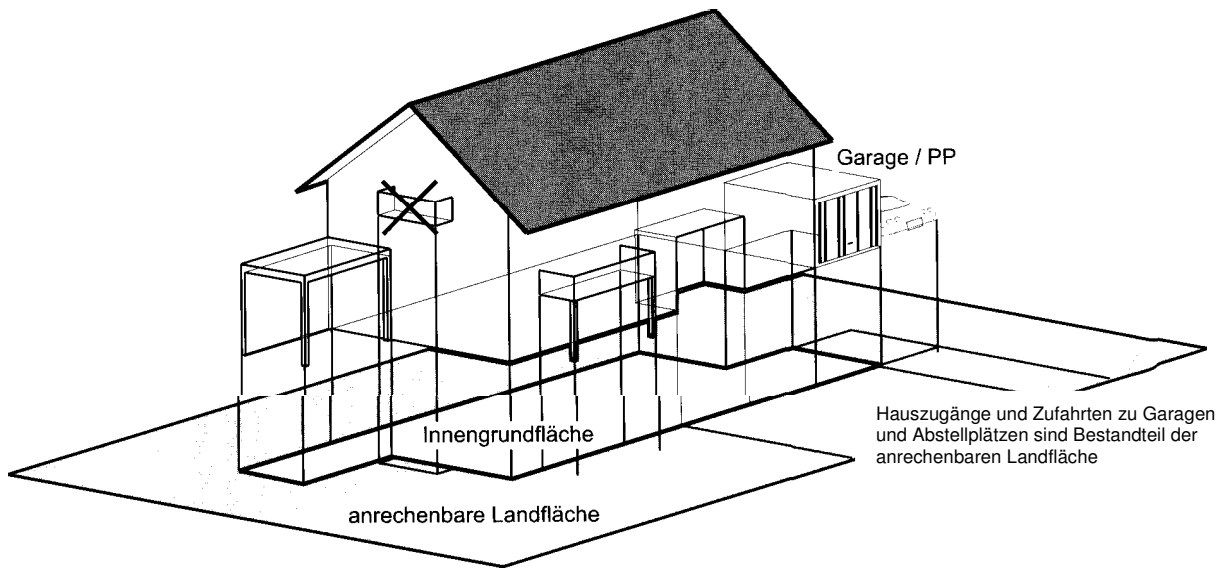 Garage / PP
Hauszugänge und Zufahrten zu Garagen
und Abstellplätzen sind Bestandteil der
anrechenbaren Landfläche
Innengrundfläche
anrechenbare Landfläche